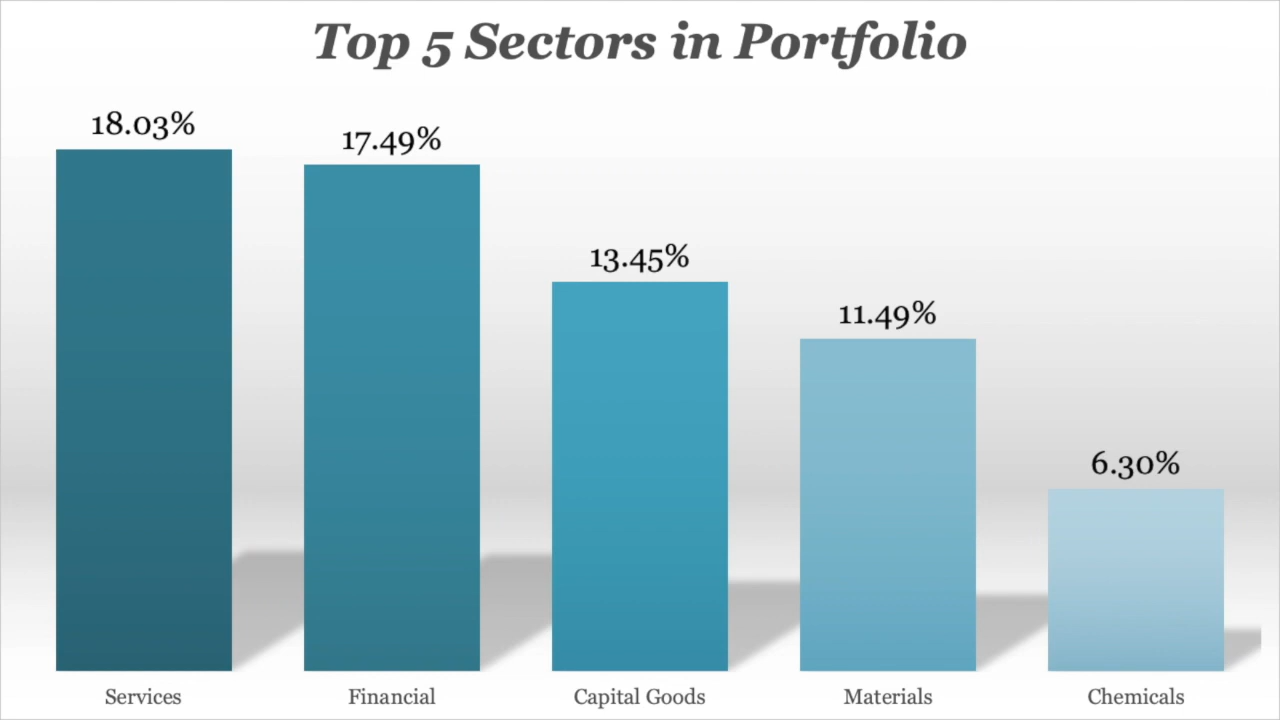 Top 5 Sectors in Portfolio
18.03%
17.49%
13.45%
11.49%
6.30%
Services
Financial
Capital Goods
Materials
Chemicals